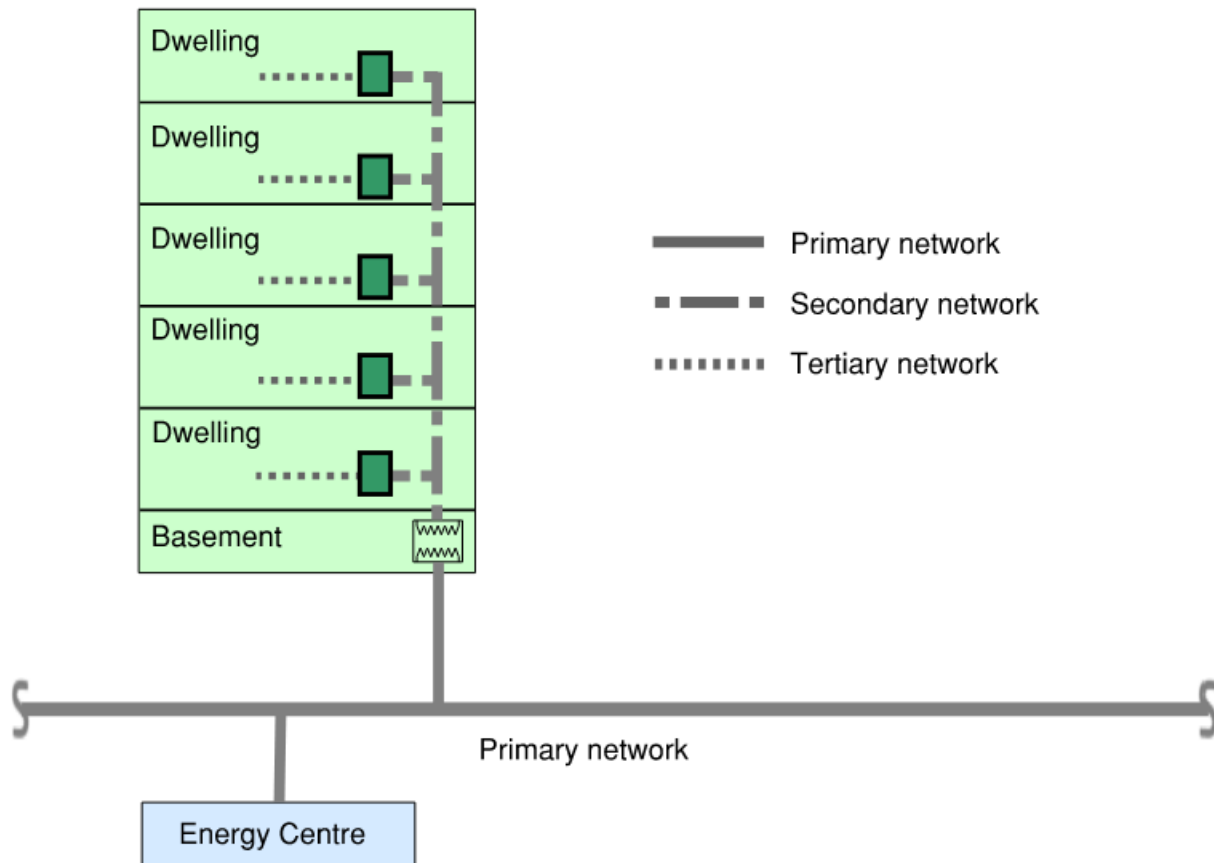 Dwelling
Dwelling
Dwelling
Dwelling
Dwelling
Basement
Primary network
Secondary network
Tertiary network
Primary network
Energy Centre